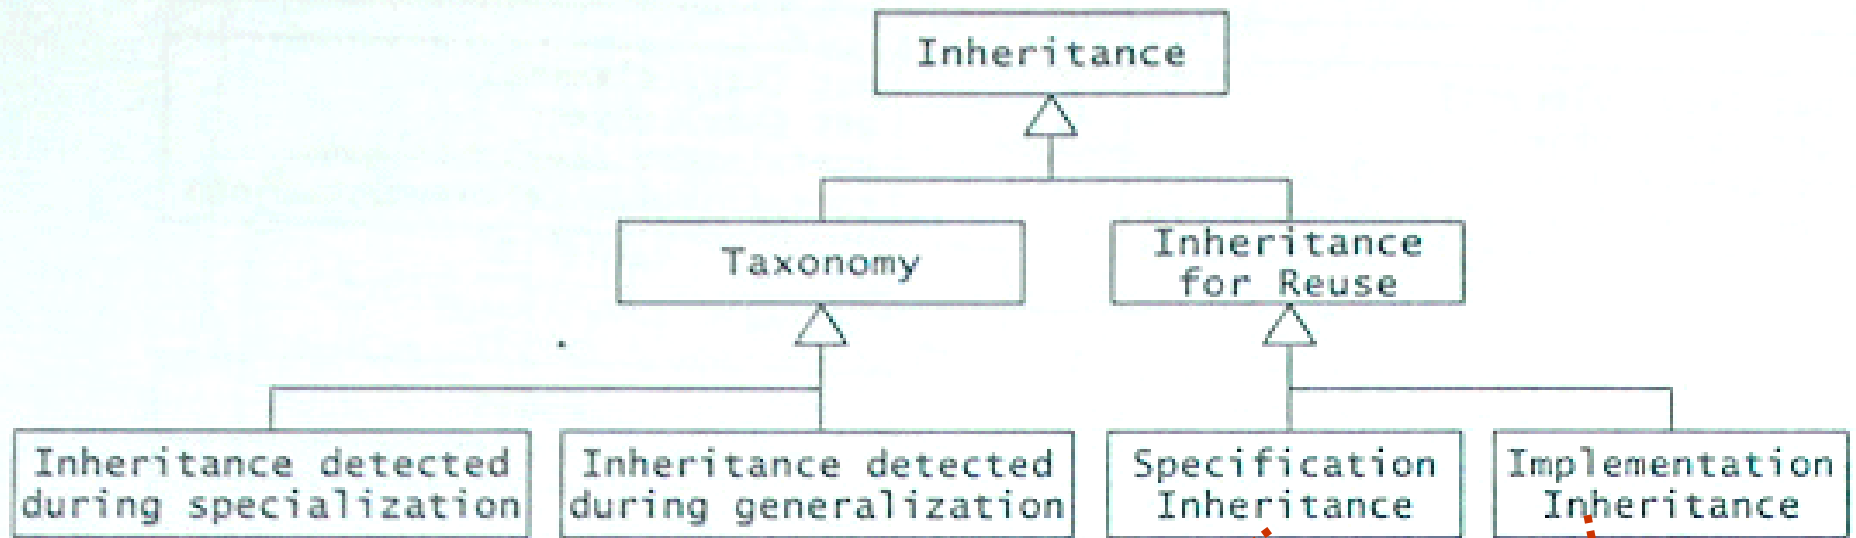 Inheritance
Taxonomy
Inheritance
for Reuse
Inheritance detected
during specialization
Inheritance detected
during generalization
Specification
Inheritance
Implementation
Inheritance